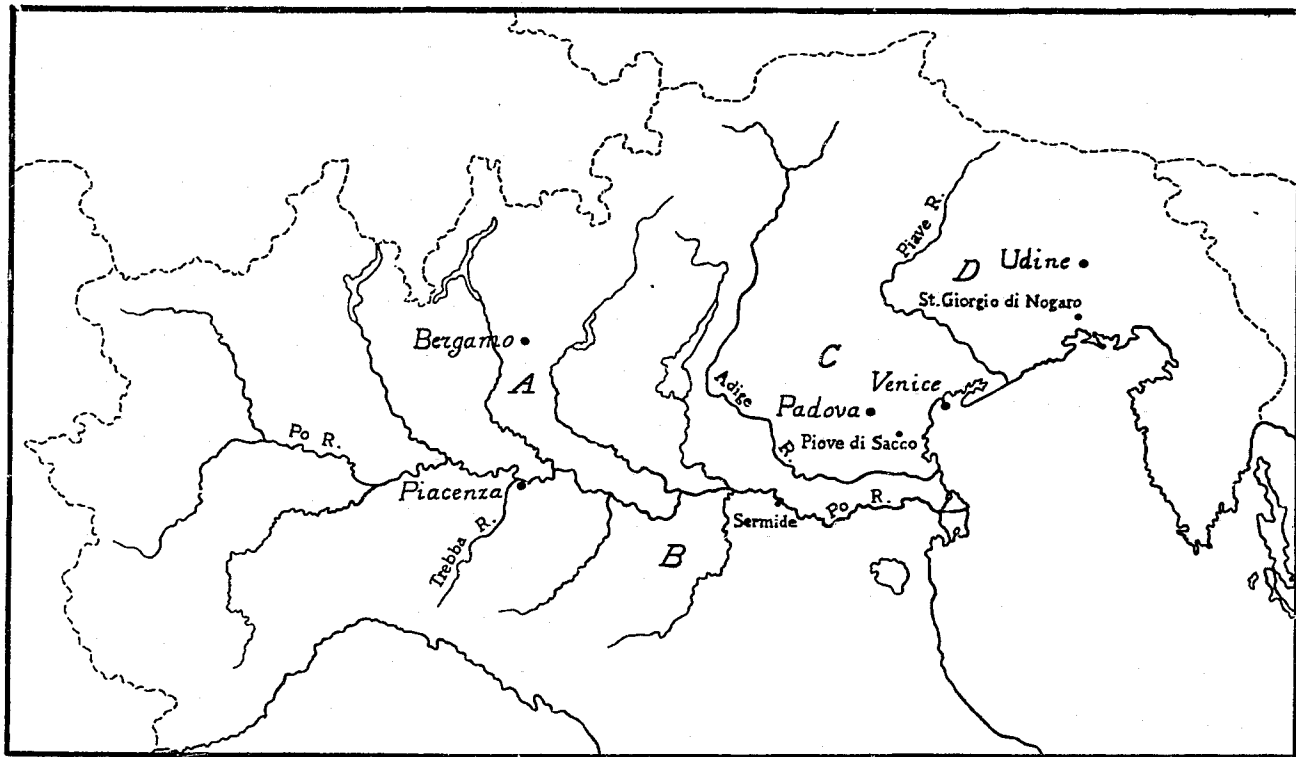 Piave R.
D
Udine
St. Giorgio di Nogaro
Bergamo
A
C
Adige R.
Venice
Padova
Piove di Sacco
Po R.
Piacenza
Trebba R.
Sermide
Po R.
B